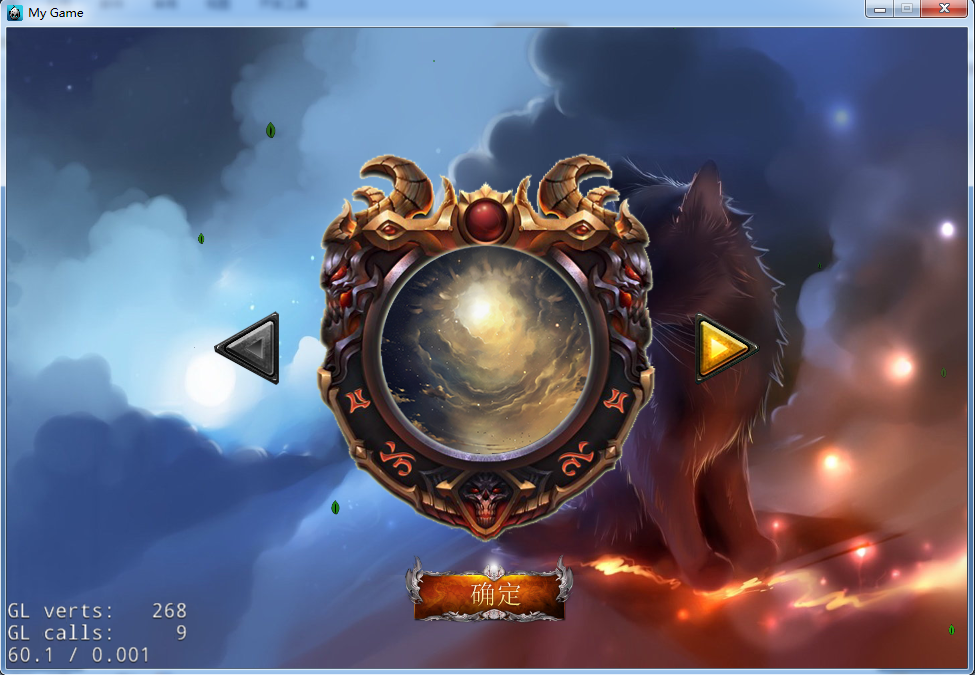 My Game
确定
GL verts: 268
GL calls: 9
60.1 / 0.001